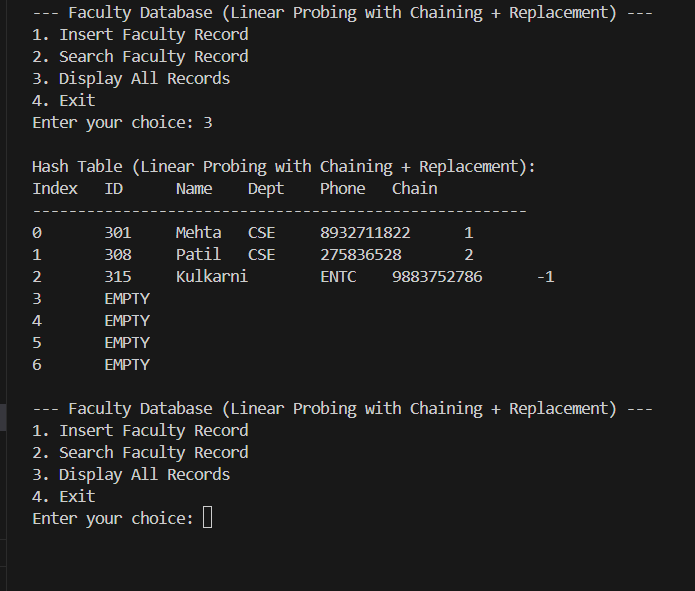 --- Faculty Database (Linear Probing with Chaining + Replacement) ---
1. Insert Faculty Record
2. Search Faculty Record
3. Display All Records
4. Exit
Enter your choice: 3
Hash Table (Linear Probing with Chaining + Replacement):
Index   ID      Name    Dept    Phone   Chain
-------------------------------------------------------
0       301     Mehta   CSE     8932711822      1
1       308     Patil   CSE     275836528       2
2       315     Kulkarni        ENTC    9883752786      -1
3       EMPTY
4       EMPTY
5       EMPTY
6       EMPTY
--- Faculty Database (Linear Probing with Chaining + Replacement) ---
1. Insert Faculty Record
2. Search Faculty Record
3. Display All Records
4. Exit
Enter your choice: